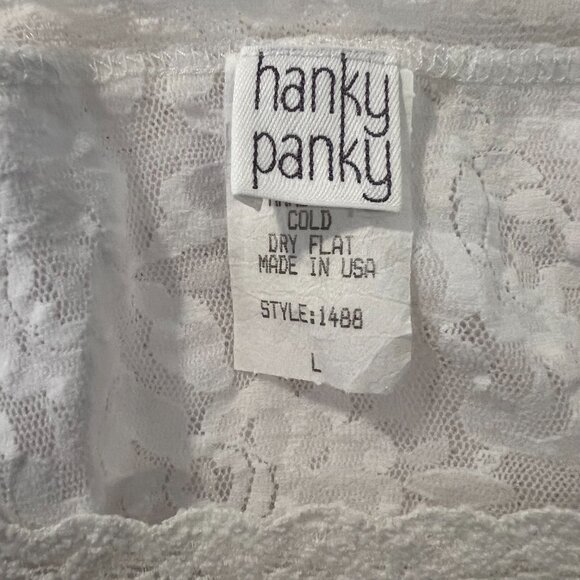 hanky
panky
COLD
DRY FLAT
MADE IN USA
STYLE:1488
L